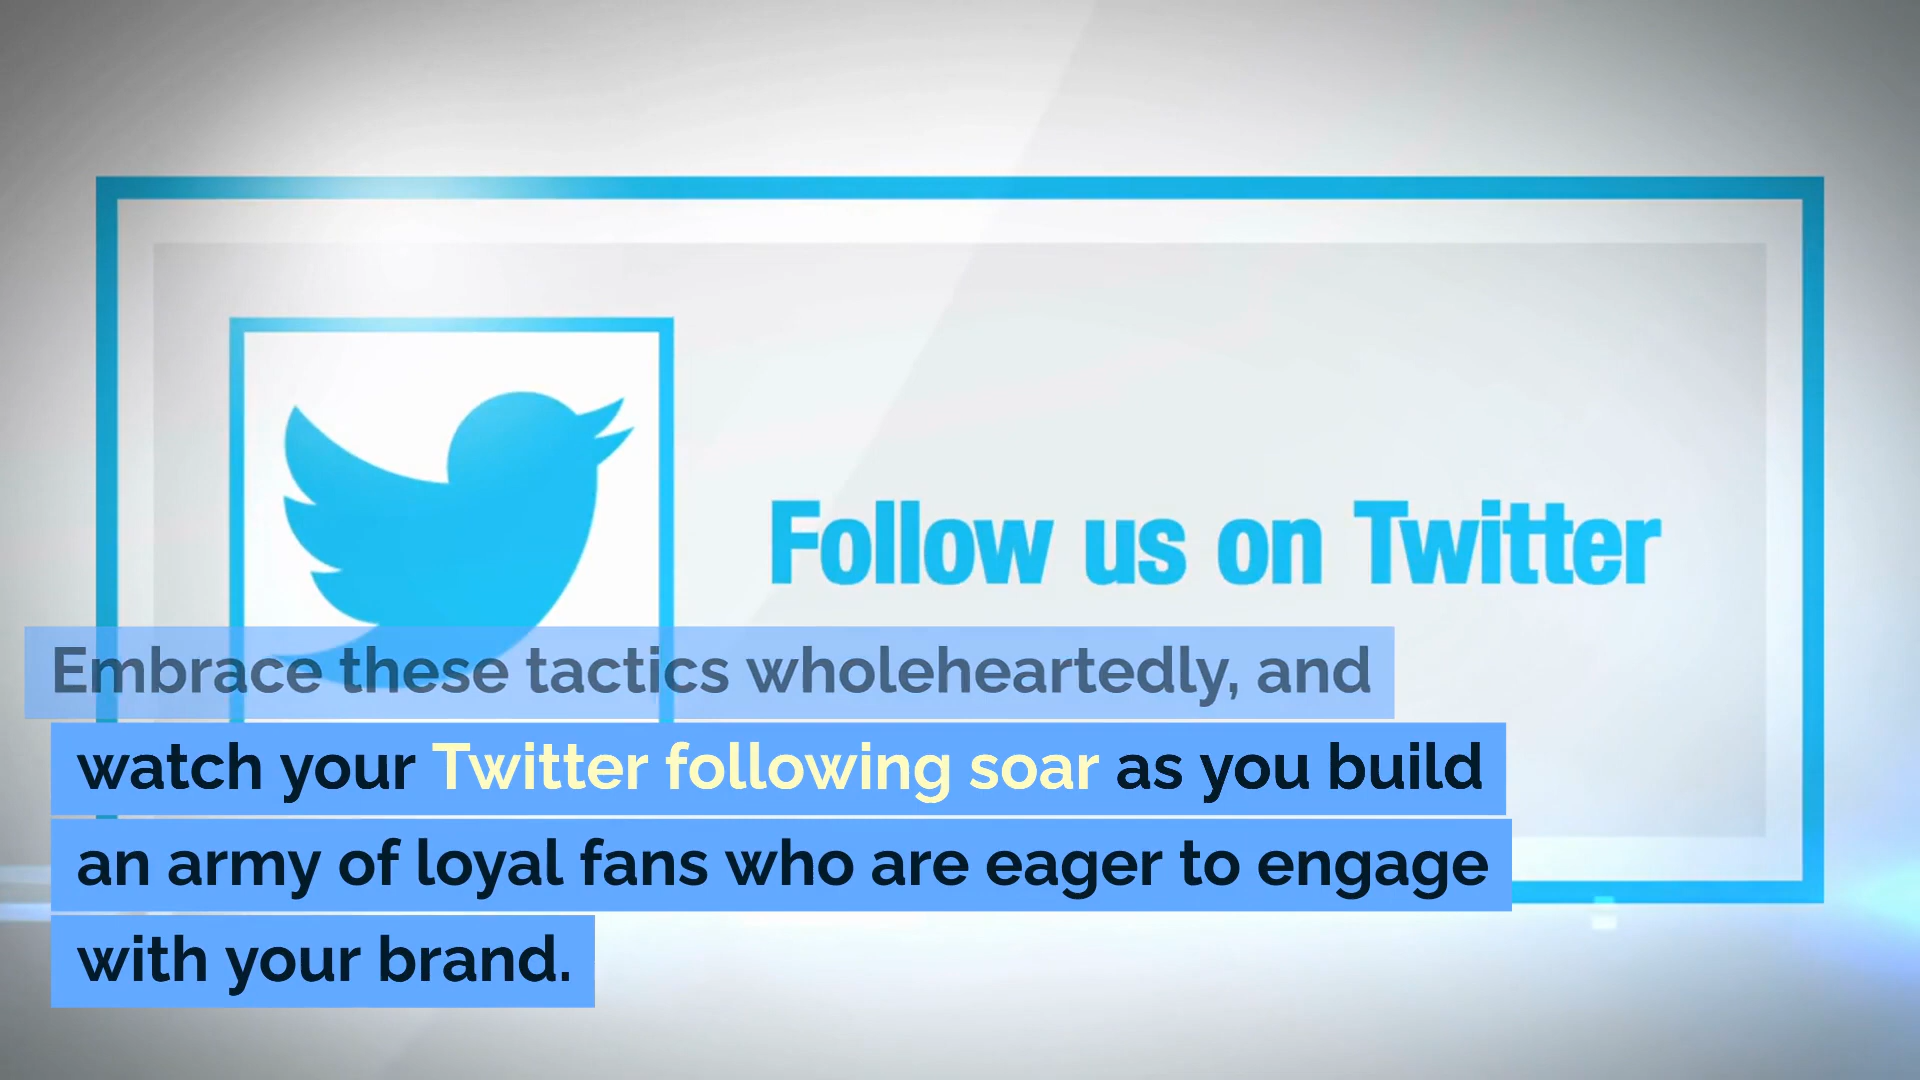 Follow us on Twitter
Embrace these tactics wholeheartedly, and
watch your Twitter following soar as you build
an army of loyal fans who are eager to engage
with your brand.